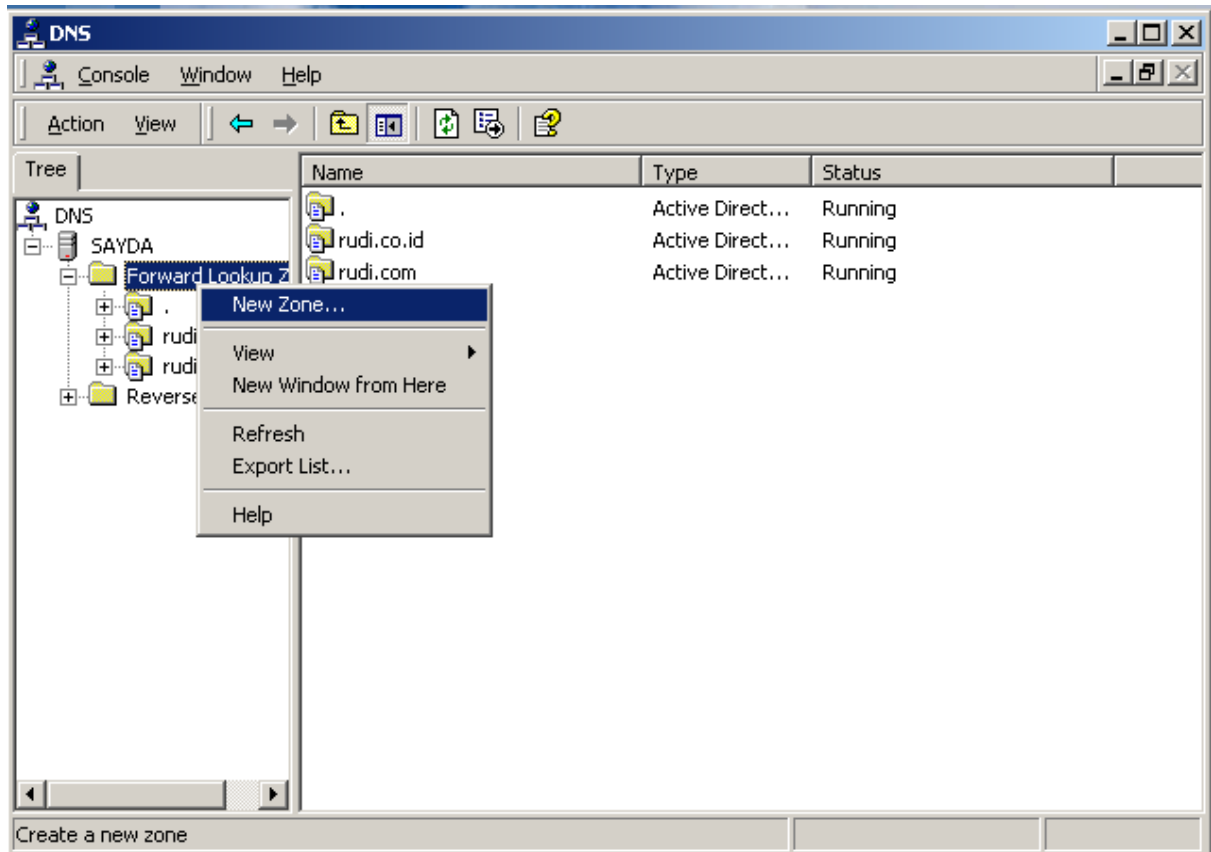 DNS
Console Window Help
Action View
Tree
Name Type Status
DNS
SAYDA
Forward Lookup Z
.
rudi
rudi
Reverse
. Active Direct... Running
rudi.co.id Active Direct... Running
rudi.com Active Direct... Running
New Zone...
View
New Window from Here
Refresh
Export List...
Help
Create a new zone